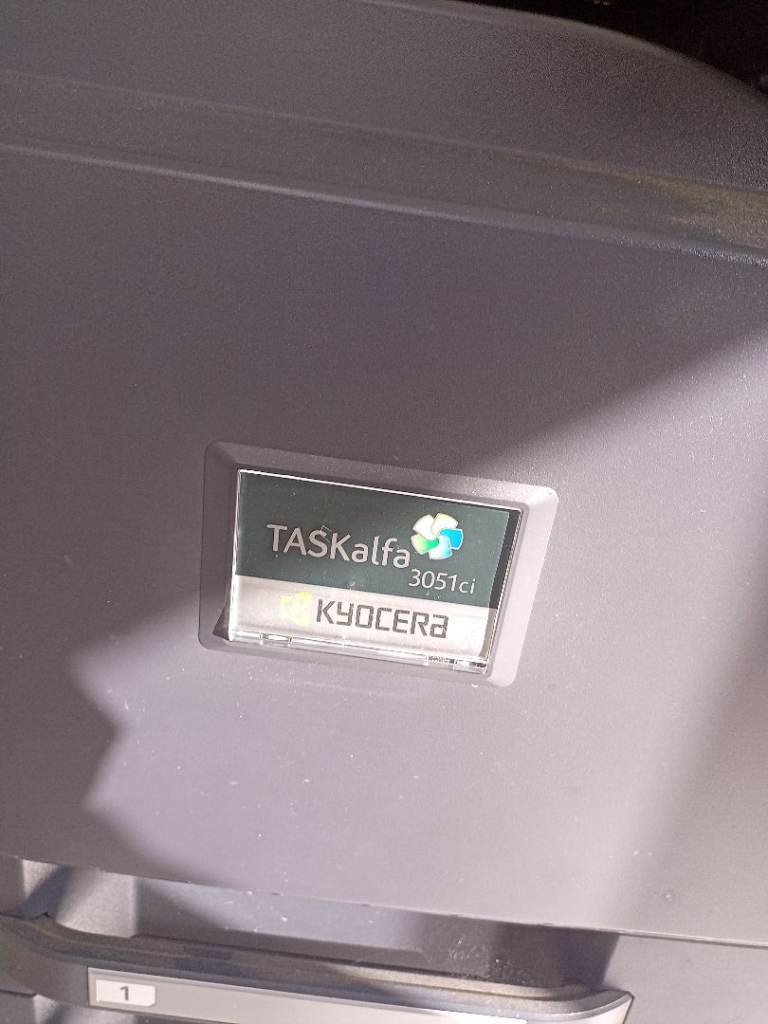 TASKalfa
3051ci
KYOCERA
1